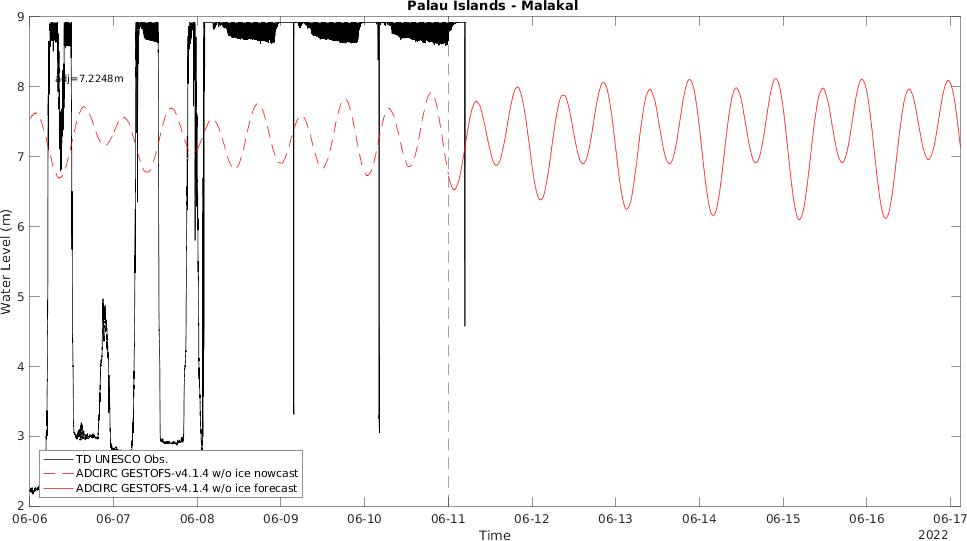 Palau Islands - Malakal
9
8
7
6
5
4
3
2
Water Level (m)
adj=7.2248m
TD UNESCO Obs.
ADCIRC GESTOFS-v4.1.4 w/o ice nowcast
ADCIRC GESTOFS-v4.1.4 w/o ice forecast
06-06 06-07 06-08 06-09 06-10 06-11 06-12 06-13 06-14 06-15 06-16 06-17
Time
2022